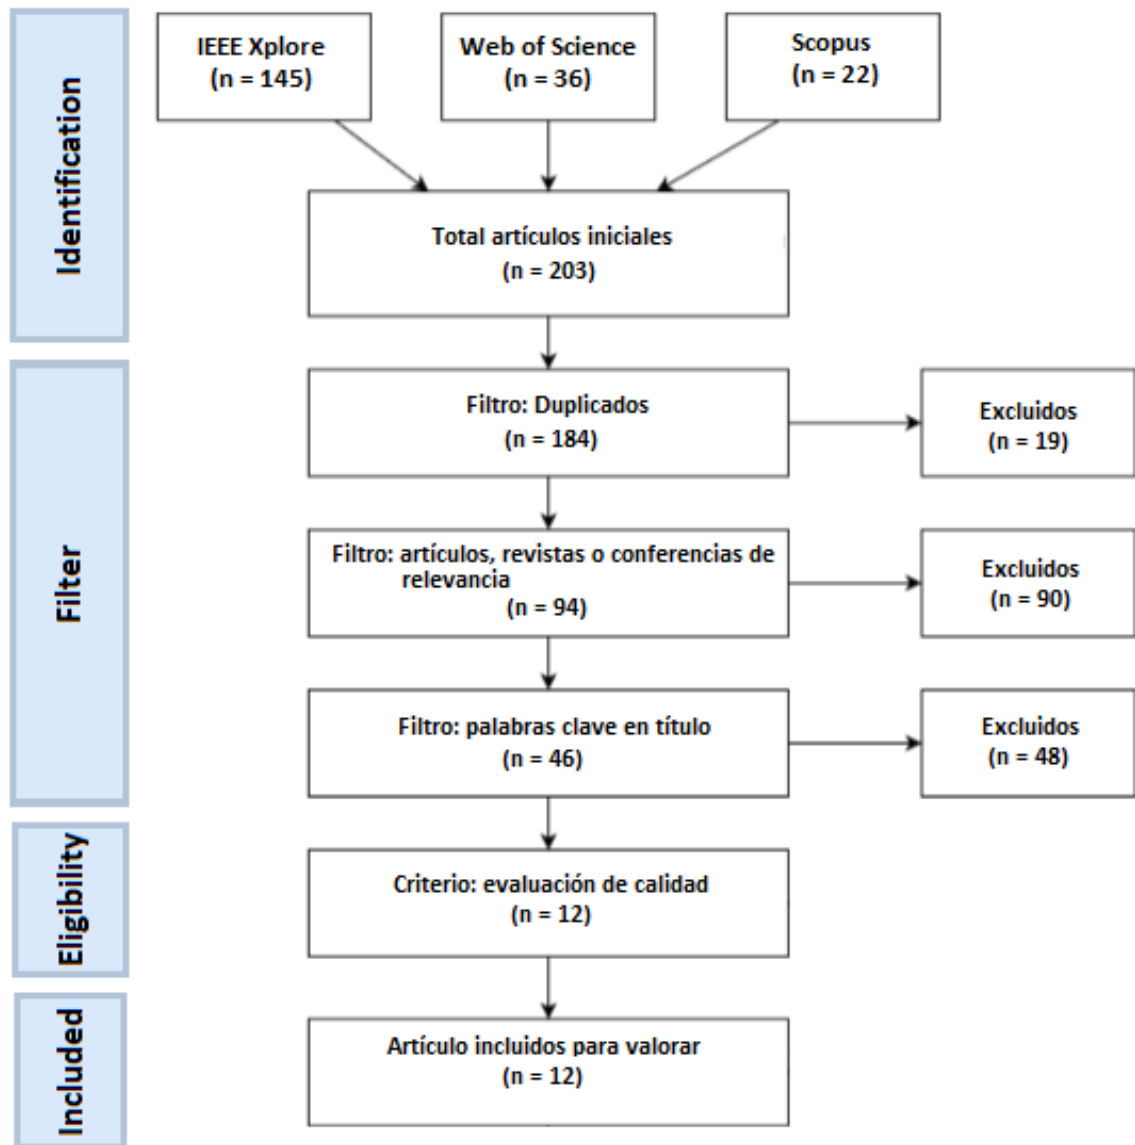 Identification
IEEE Xplore
(n = 145)
Web of Science
(n = 36)
Scopus
(n = 22)
Total artículos iniciales
(n = 203)
Filter
Filtro: Duplicados
(n = 184)
Excluidos
(n = 19)
Filtro: artículos, revistas o conferencias de
relevancia
(n = 94)
Excluidos
(n = 90)
Filtro: palabras clave en título
(n = 46)
Excluidos
(n = 48)
Eligibility
Criterio: evaluación de calidad
(n = 12)
Included
Artículo incluidos para valorar
(n = 12)